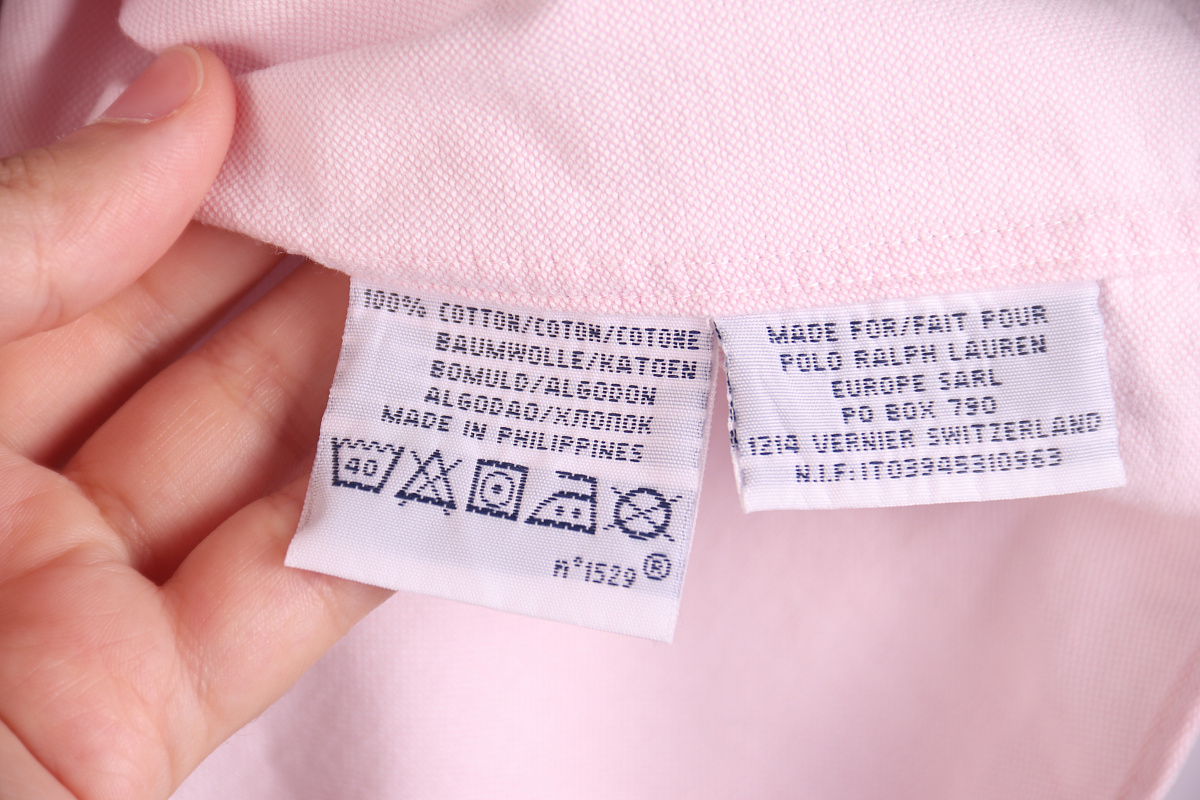 100% COTTON/COTON/COTONE
BAUMWOLLE/KATOEN
BOMULD/ALGODON
ALGODAO/ХЛОПОК
MADE IN PHILIPPINES
40
n°1529®
MADE FOR/FAIT POUR
POLO RALPH LAUREN
EUROPE SARL
PO BOX 790
1214 VERNIER SWITZERLAND
N.I.F:IT03945310963